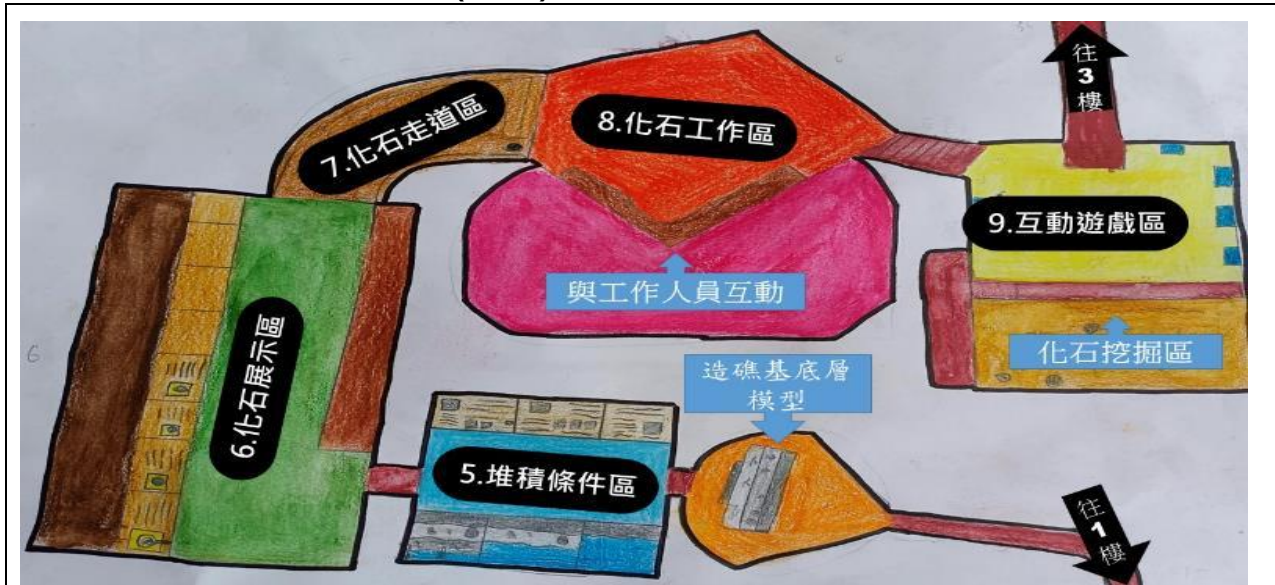 往
3
樓
7.化石走道區
8.化石工作區
9.互動遊戲區
與工作人員互動
化石挖掘區
造礁基底層
模型
6.化石展示區
5.堆積條件區
往
1
樓
6